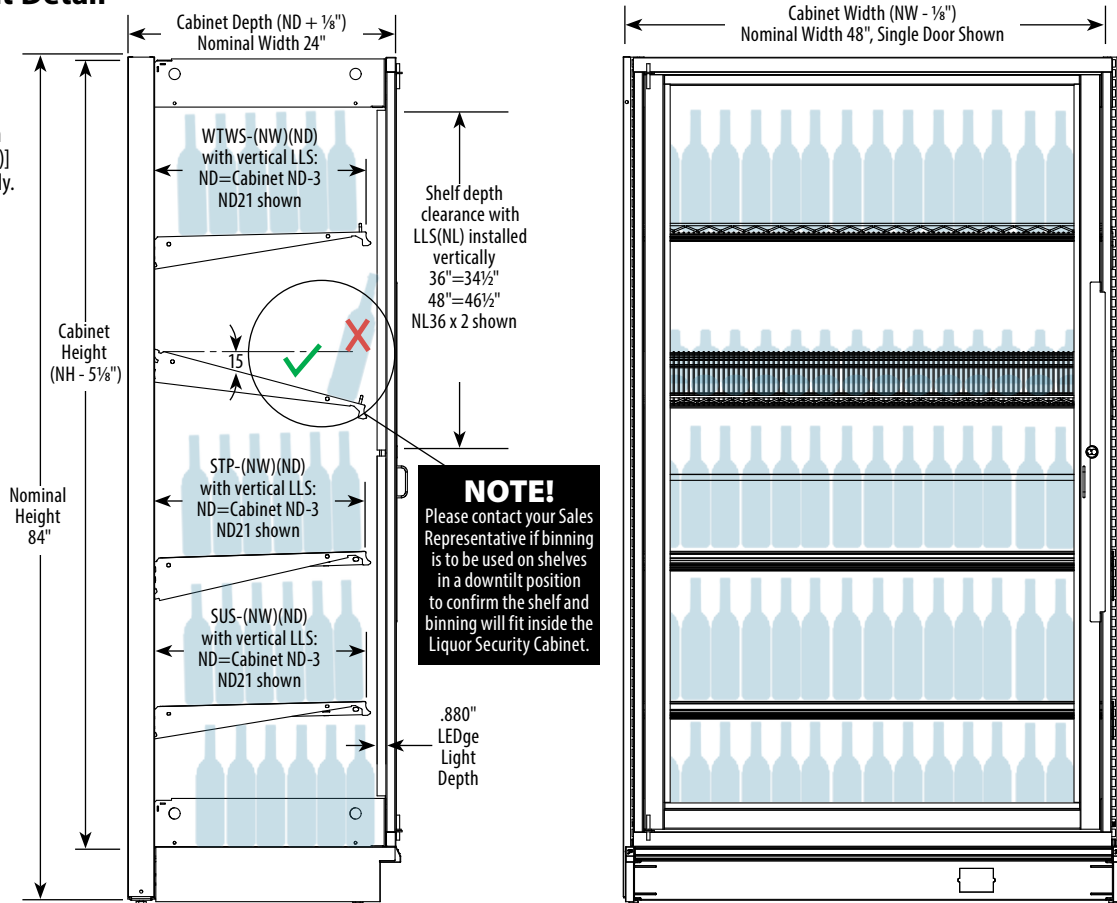 Cabinet Depth (ND + ⅛")
Nominal Width 24"
Cabinet Width (NW - ⅛")
Nominal Width 48", Single Door Shown
)]
ly.
WTWS-(NW)(ND)
with vertical LLS:
ND=Cabinet ND-3
ND21 shown
Shelf depth
clearance with
LLS(NL) installed
vertically
36"=34½"
48"=46½"
NL36 x 2 shown
Cabinet
Height
(NH - 5⅛")
15
Nominal
Height
84"
STP-(NW)(ND)
with vertical LLS:
ND=Cabinet ND-3
ND21 shown
NOTE!
Please contact your Sales
Representative if binning
is to be used on shelves
in a downtilt position
to confirm the shelf and
binning will fit inside the
Liquor Security Cabinet.
SUS-(NW)(ND)
with vertical LLS:
ND=Cabinet ND-3
ND21 shown
.880"
LEDge
Light
Depth